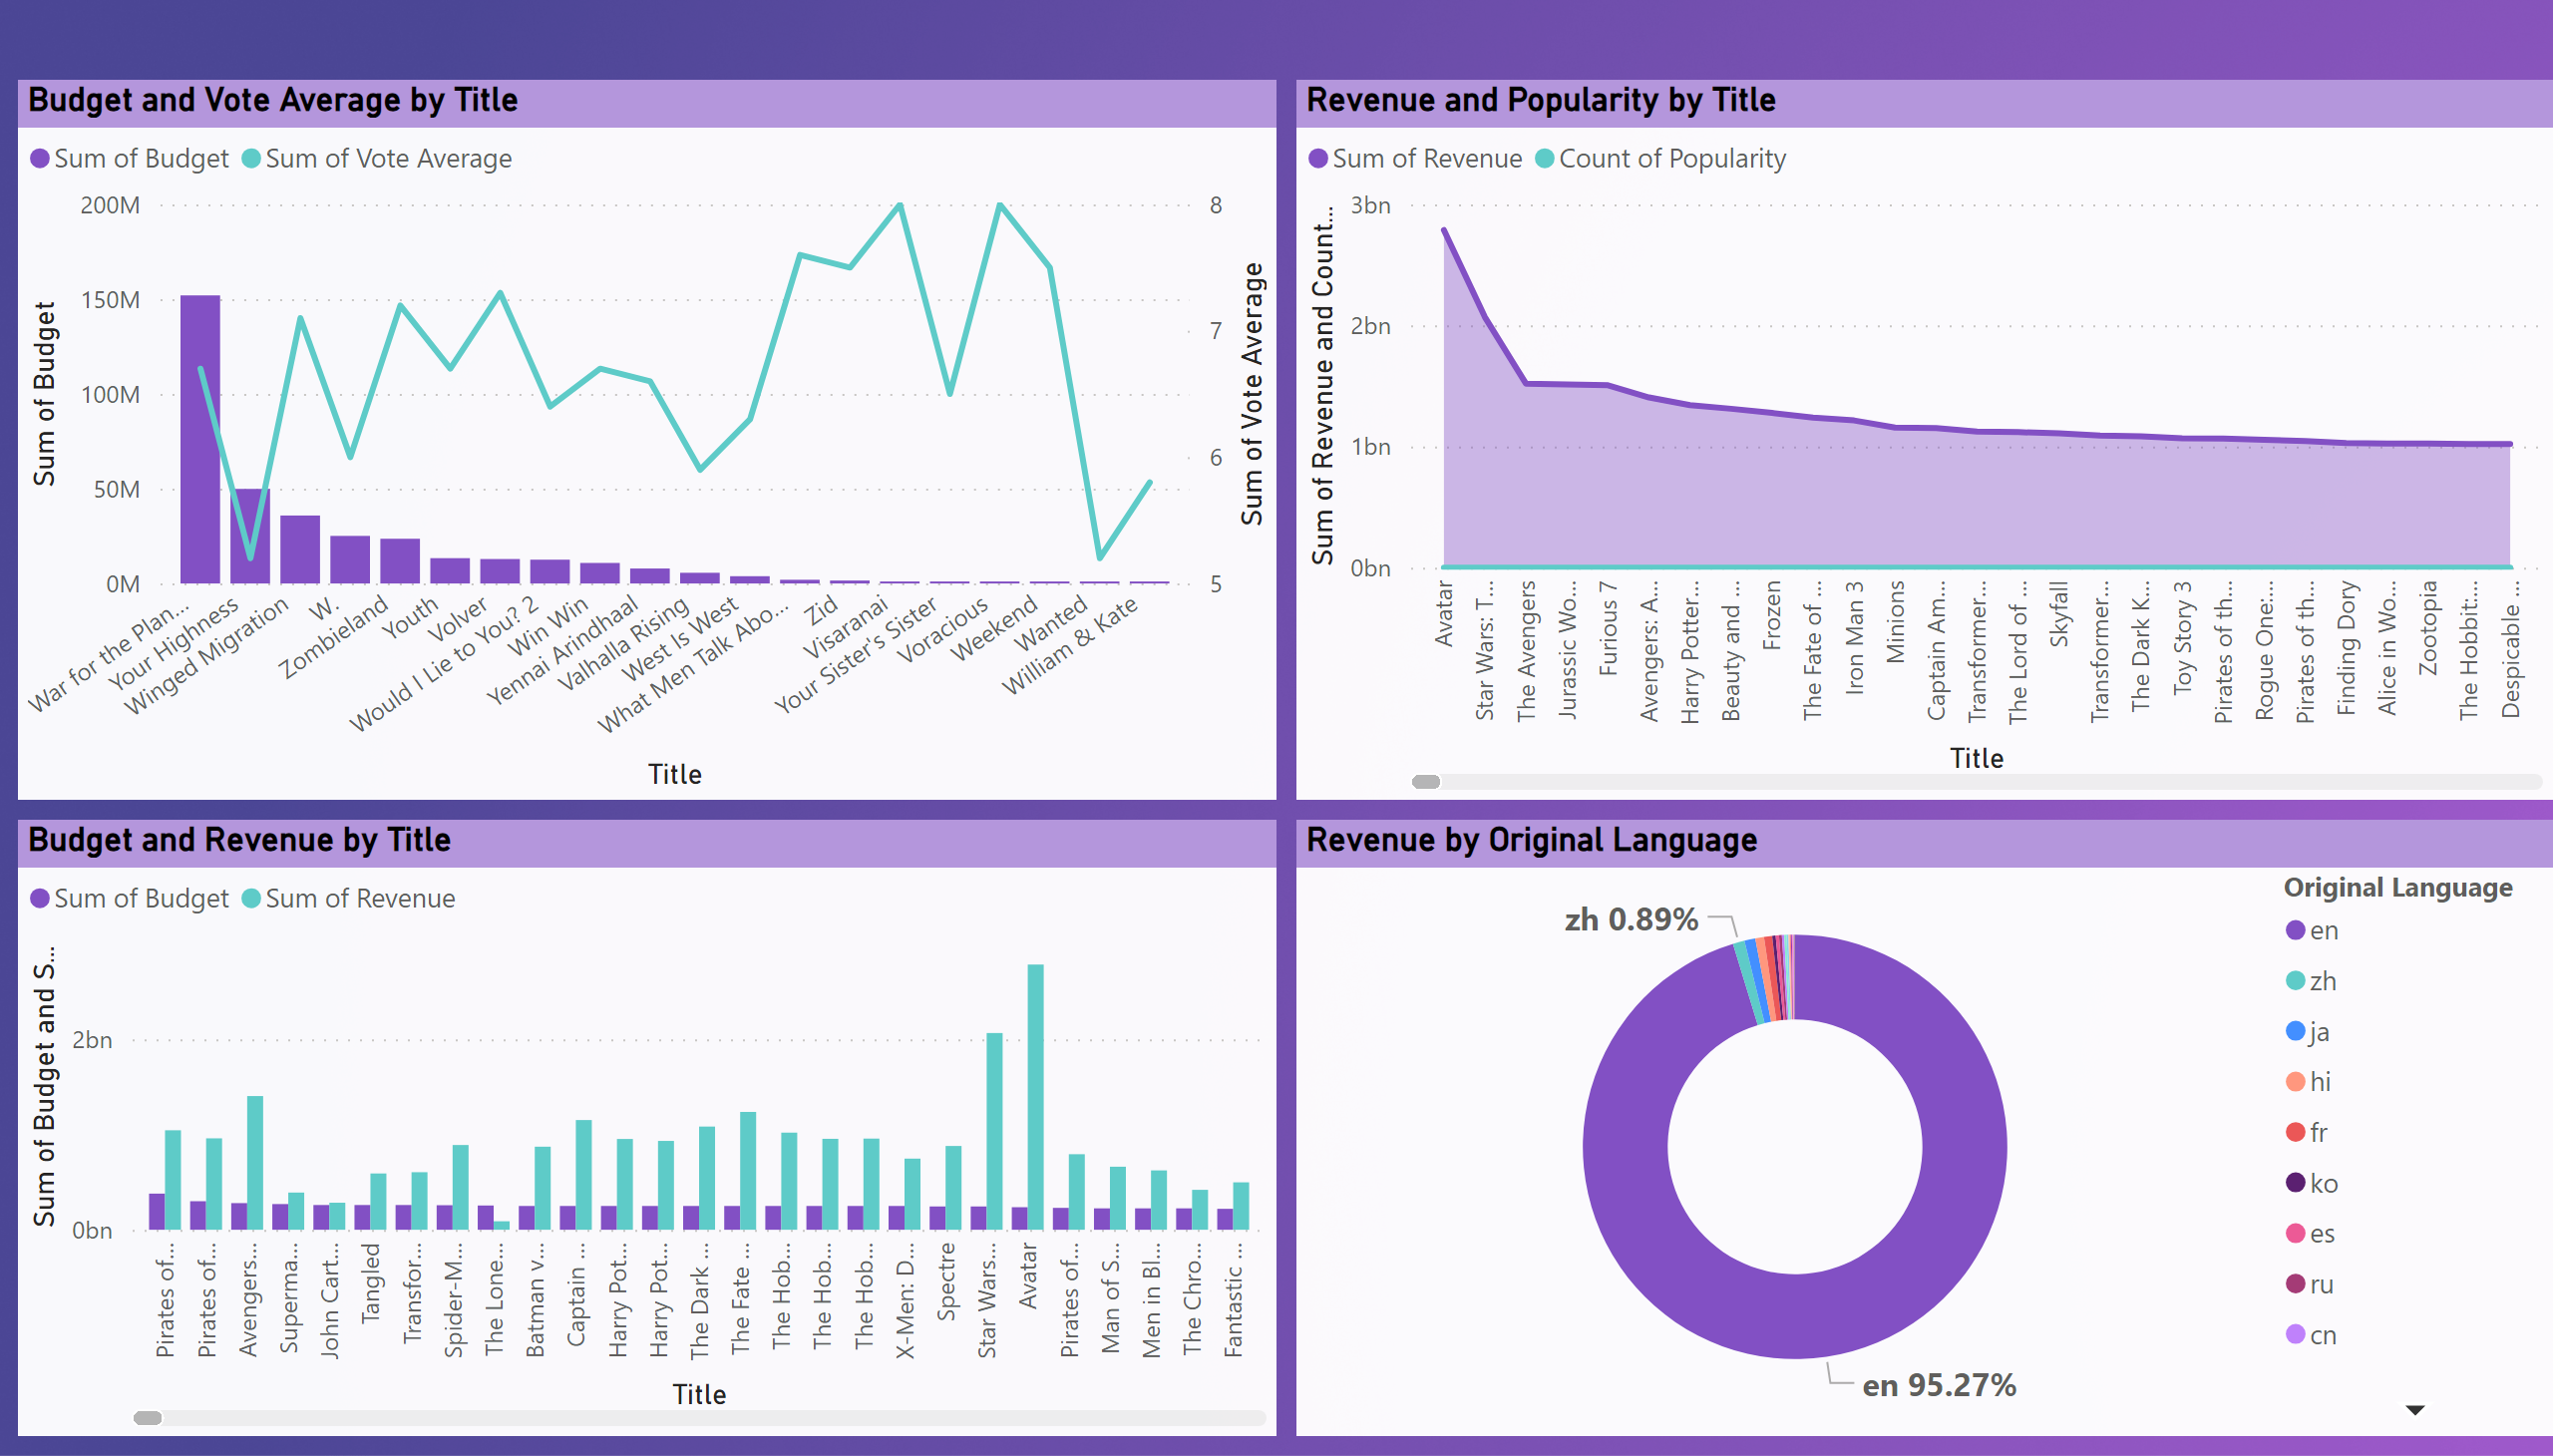 Budget and Vote Average by Title
Sum of Budget Sum of Vote Average
Sum of Budget
200M
150M
100M
50M
0M
8
7
6
5
Sum of Vote Average
War for the Plan...
Your Highness
Winged Migration
W.
Zombieland
Youth
Volver
Would I Lie to You? 2
Win Win
Yennai Arindhaal
Valhalla Rising
West Is West
What Men Talk Abo...
Zid
Visaranai
Your Sister's Sister
Voracious
Weekend
Wanted
William & Kate
Title
Revenue and Popularity by Title
Sum of Revenue Count of Popularity
Sum of Revenue and Count...
3bn
2bn
1bn
0bn
Avatar
Star Wars: T...
The Avengers
Jurassic Wo...
Furious 7
Avengers: A...
Harry Potter...
Beauty and ...
Frozen
The Fate of ...
Iron Man 3
Minions
Captain Am...
Transformer...
The Lord of ...
Skyfall
Transformer...
The Dark K...
Toy Story 3
Pirates of th...
Rogue One:...
Pirates of th...
Finding Dory
Alice in Wo...
Zootopia
The Hobbit:...
Despicable ...
Title
Budget and Revenue by Title
Sum of Budget Sum of Revenue
Sum of Budget and S...
2bn
0bn
Pirates of...
Pirates of...
Avengers...
Superma...
John Cart...
Tangled
Transfor...
Spider-M...
The Lone...
Batman v...
Captain ...
Harry Pot...
Harry Pot...
The Dark ...
The Fate ...
The Hob...
The Hob...
The Hob...
X-Men: D...
Spectre
Star Wars...
Avatar
Pirates of...
Man of S...
Men in Bl...
The Chro...
Fantastic ...
Title
Revenue by Original Language
zh 0.89%
en 95.27%
Original Language
en
zh
ja
hi
fr
ko
es
ru
cn